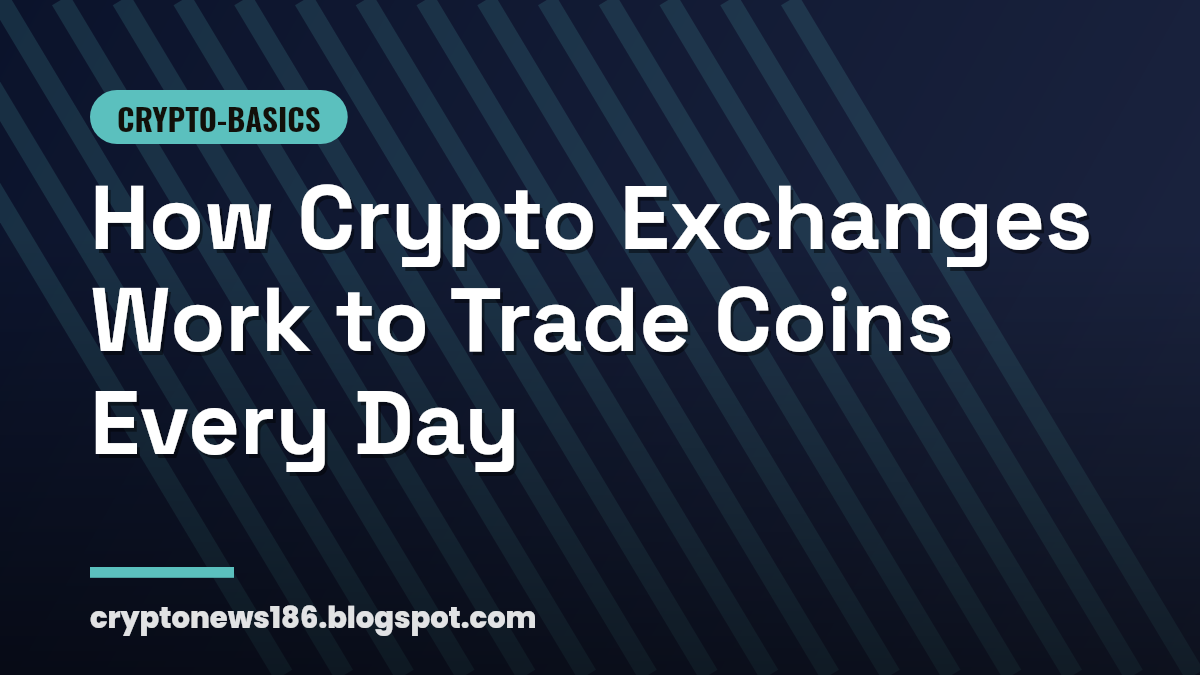 CRYPTO-BASICS
How Crypto Exchanges
Work to Trade Coins
Every Day
cryptonews186.blogspot.com